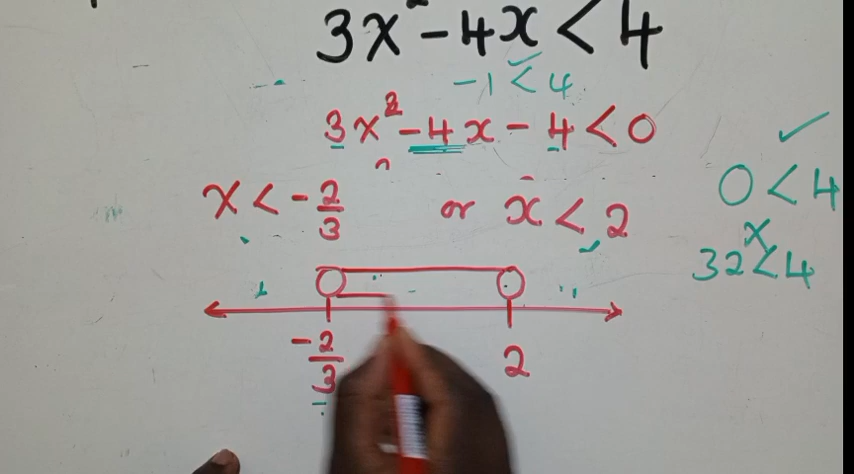 3x² - 4x < 4
-1 < 4
3x² - 4x - 4 < 0
0 < 4
x < -2/3 or x < 2
32 < 4
-2/3 2